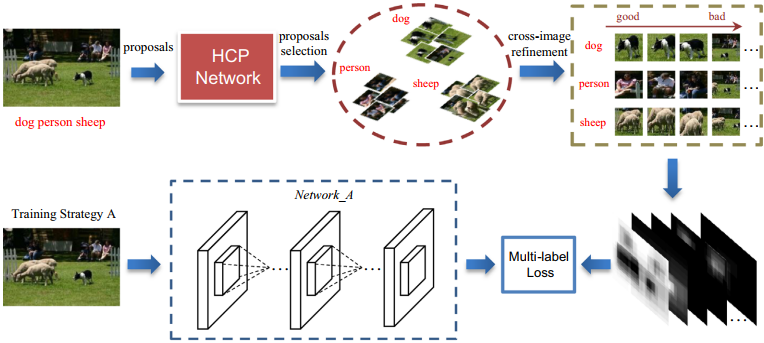 dog person sheep
proposals
HCP
Network
proposals
selection
dog
person
sheep
cross-image
refinement
good
bad
dog
...
person
...
sheep
...
Training Strategy A
Network_A
...
...
Multi-label
Loss
...